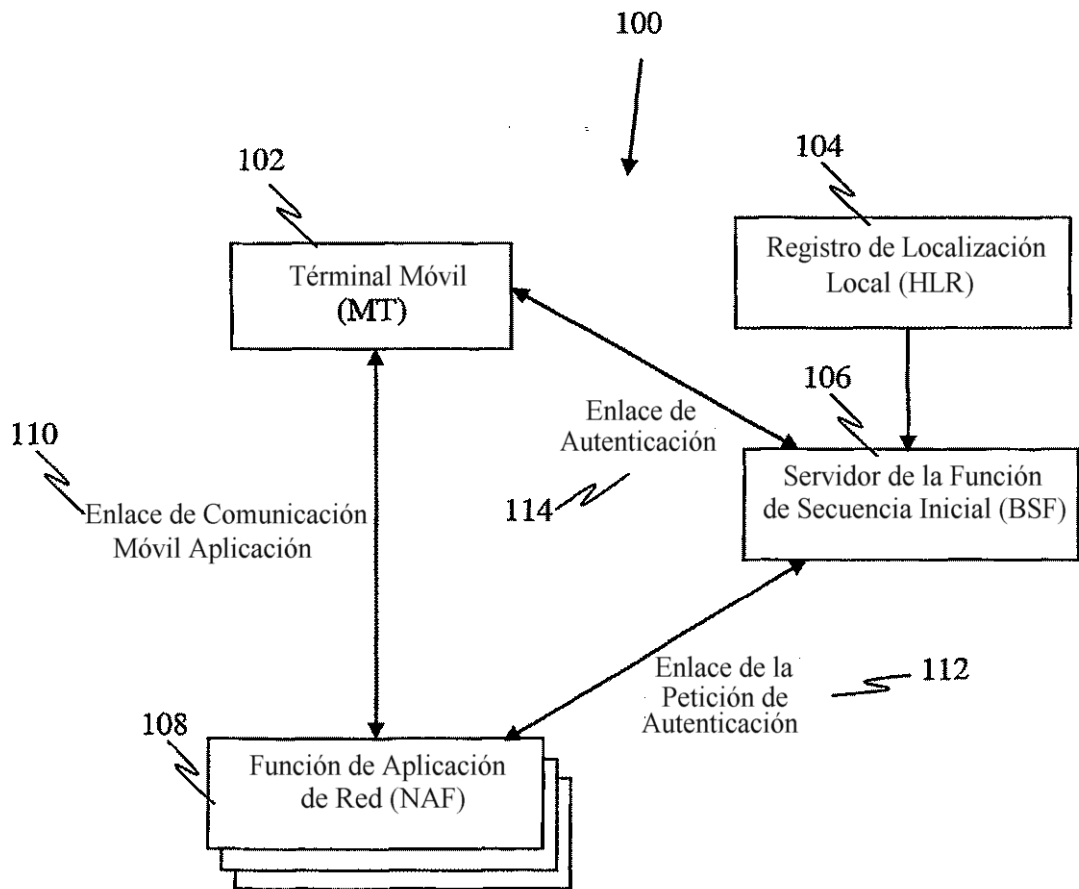 100
102
104
Términal Móvil
(MT)
Registro de Localización
Local (HLR)
106
110
Enlace de
Autenticación
Servidor de la Función
de Secuencia Inicial (BSF)
114
Enlace de Comunicación
Móvil Aplicación
Enlace de la
Petición de
Autenticación
112
108
Función de Aplicación
de Red (NAF)